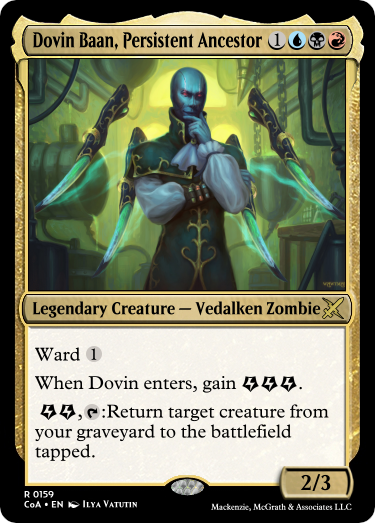 Dovin Baan, Persistent Ancestor 1
Legendary Creature — Vedalken Zombie
Ward 1
When Dovin enters, gain .
,:Return target creature from
your graveyard to the battlefield
tapped.
2/3
R 0159
CoA • EN Ilya Vatutin
Mackenzie, McGrath & Associates LLC